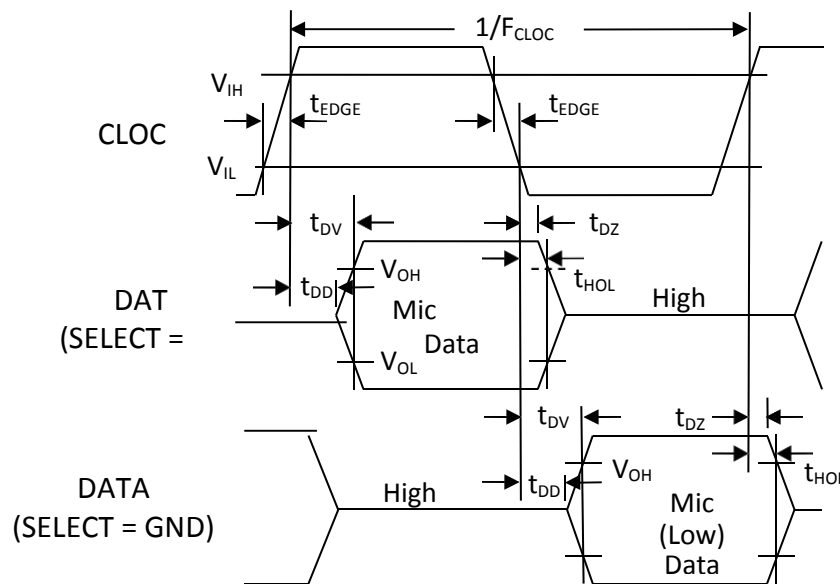 1/FCLOC
VIH
tEDGE
tEDGE
CLOC
VIL
tDV
tDZ
VOH
tHOL
tDD
DAT
Mic
High
(SELECT =
Data
VOL
tDV
tDZ
VOH
tHOL
tDD
DATA
High
Mic
(SELECT = GND)
(Low)
Data